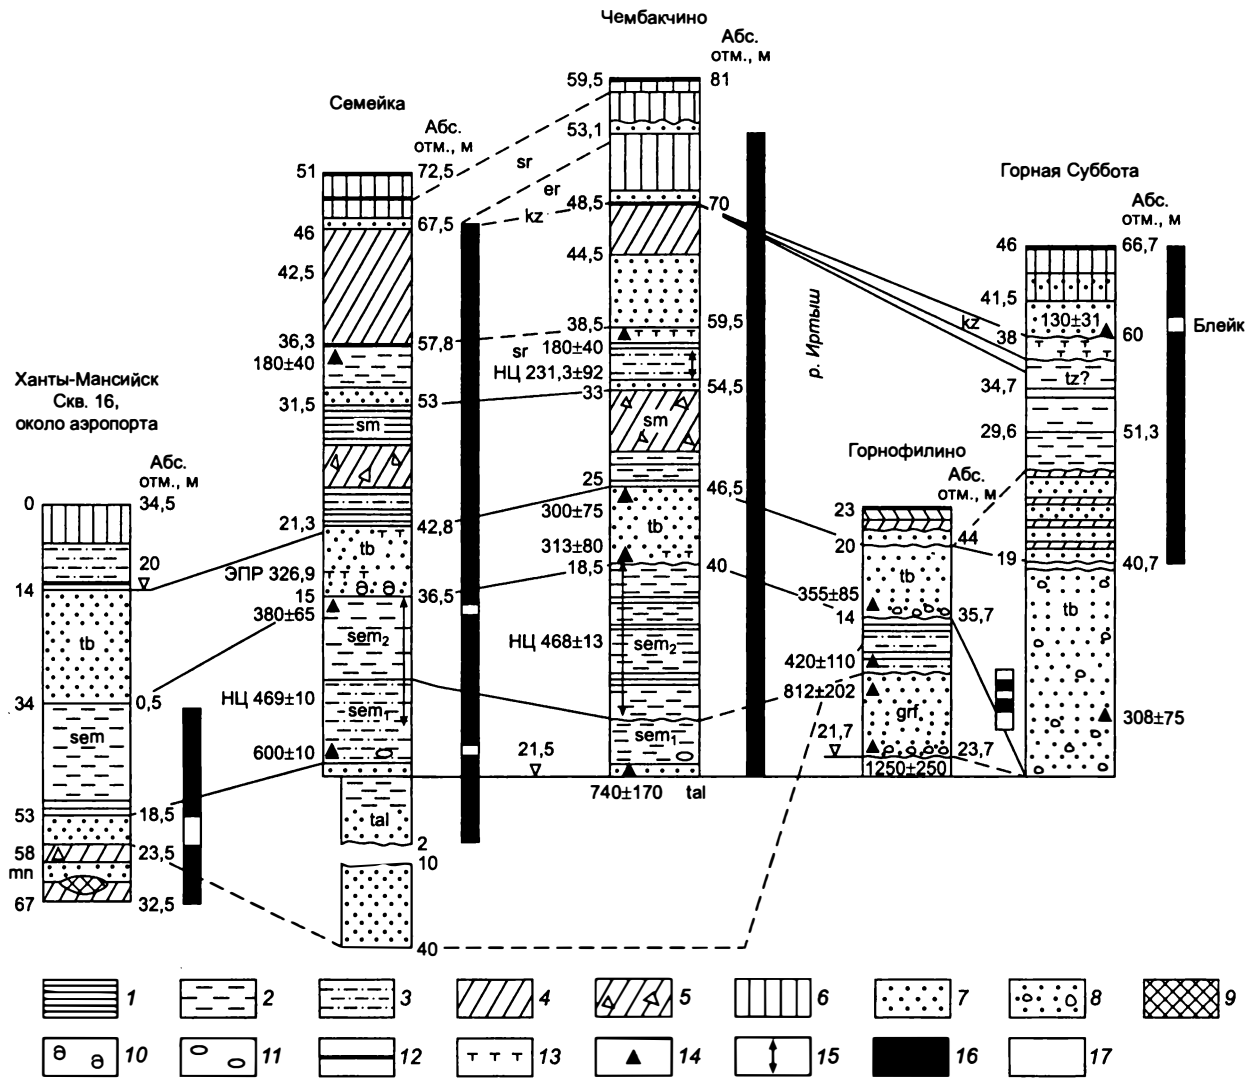 Чембакчино
Абс.
отм., м
59,5
81
53,1
48,5
70
44,5
38,5
59,5
180±40
НЦ 231,3±92
33
54,5
sm
25
46,5
300±75
tb
313±80
18,5
40
НЦ 468±13
sem₂
sem₁
21,5
740±170
tal
sr
er
kz
sr
Семейка
Абс.
отм., м
51
72,5
67,5
46
42,5
36,3
57,8
180±40
31,5
53
sm
21,3
42,8
tb
ЭПР 326,9
15
36,5
380±65
sem₂
НЦ 469±10
sem₁
600±10
tal
2
10
40
Ханты-Мансийск
Скв. 16,
около аэропорта
Абс.
отм., м
0
34,5
20
14
tb
34
0,5
sem
53
18,5
58
23,5
mn
67
32,5
р. Иртыш
Горнофилино
Абс.
отм., м
23
20
44
tb
355±85
14
35,7
420±110
812±202
grf
21,7
23,7
1250±250
Горная Суббота
Абс.
отм., м
46
66,7
41,5
130±31
kz
38
60
Блейк
tz?
34,7
29,6
51,3
19
40,7
tb
308±75
1 2 3 4 5 6 7 8 9
10 11 12 13 14 15 16 17